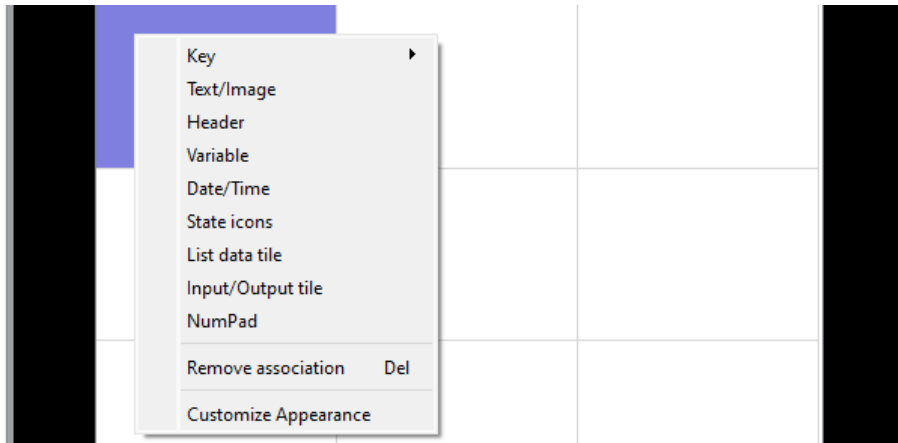 Key
Text/Image
Header
Variable
Date/Time
State icons
List data tile
Input/Output tile
NumPad
Remove association Del
Customize Appearance